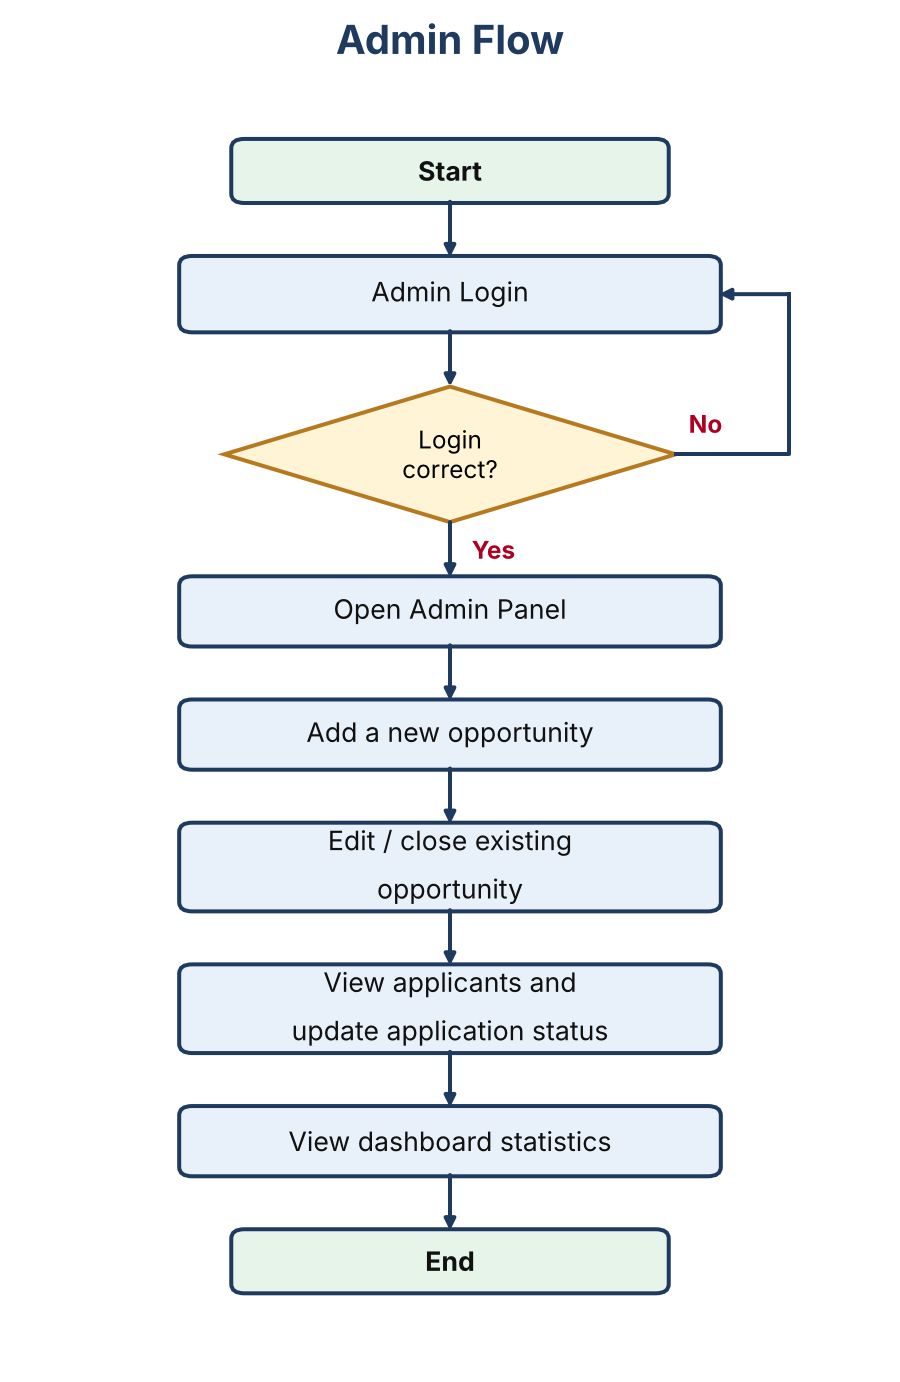 Admin Flow
Start
Admin Login
Login
correct?
No
Yes
Open Admin Panel
Add a new opportunity
Edit / close existing
opportunity
View applicants and
update application status
View dashboard statistics
End